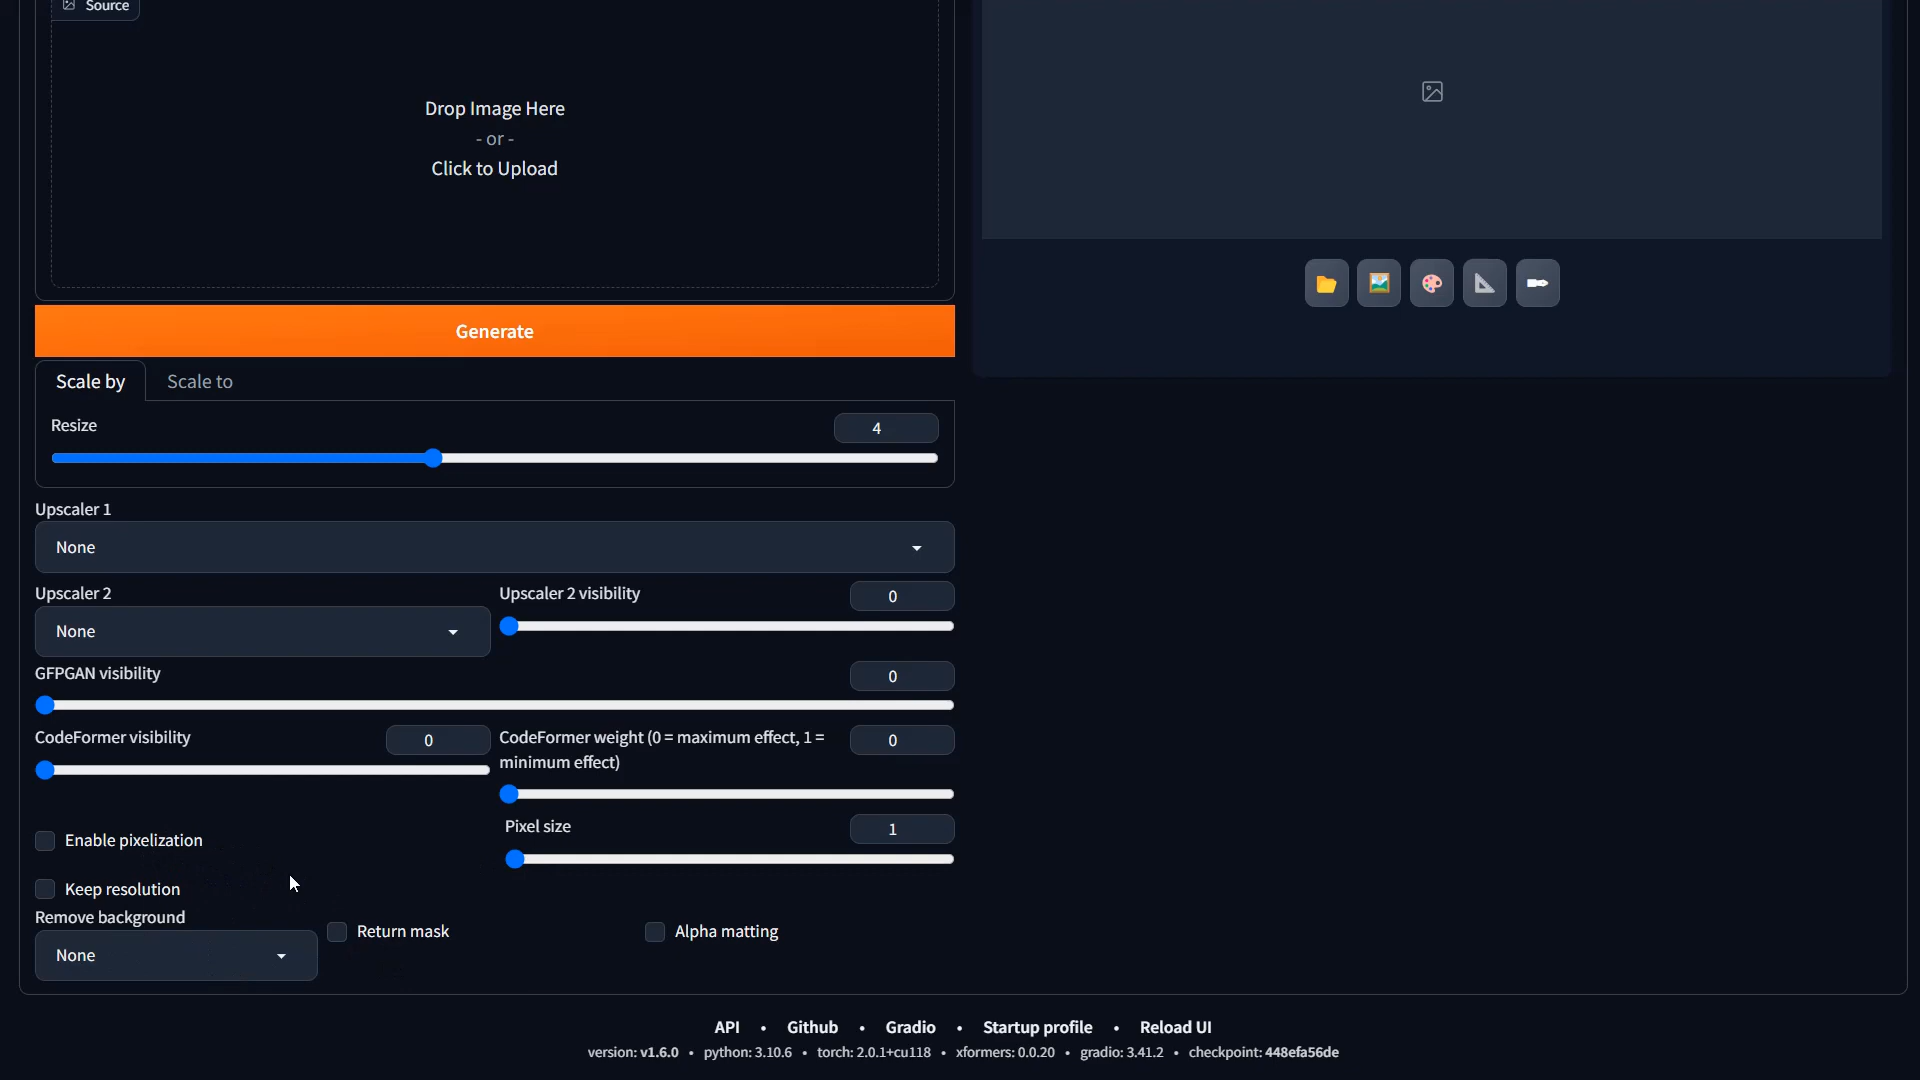 Source
Drop Image Here
- or -
Click to Upload
Generate
Scale by
Scale to
Resize
4
Upscaler 1
None
Upscaler 2
None
Upscaler 2 visibility
0
GFPGAN visibility
0
CodeFormer visibility
0
CodeFormer weight (0 = maximum effect, 1 =
minimum effect)
0
Enable pixelization
Pixel size
1
Keep resolution
Remove background
None
Return mask
Alpha matting
API • Github • Gradio • Startup profile • Reload UI
version: v1.6.0 • python: 3.10.6 • torch: 2.0.1+cu118 • xformers: 0.0.20 • gradio: 3.41.2 • checkpoint: 448efa56de